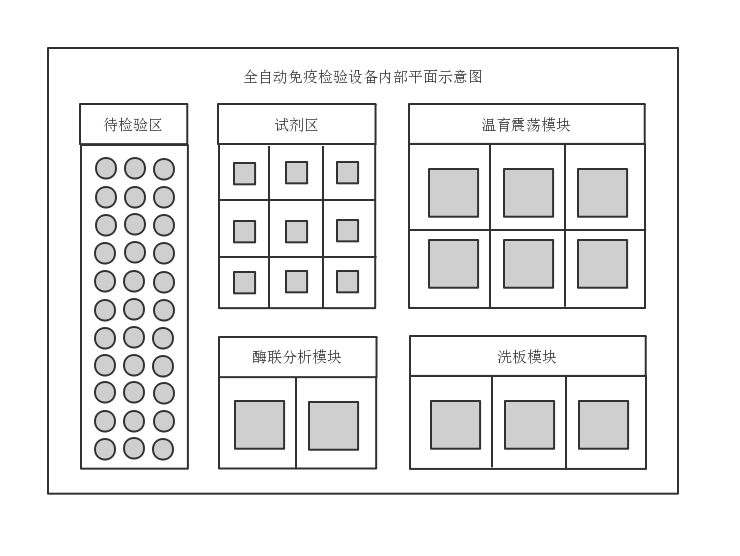 全自动免疫检验设备内部平面示意图
待检验区
试剂区
温育震荡模块
酶联分析模块
洗板模块